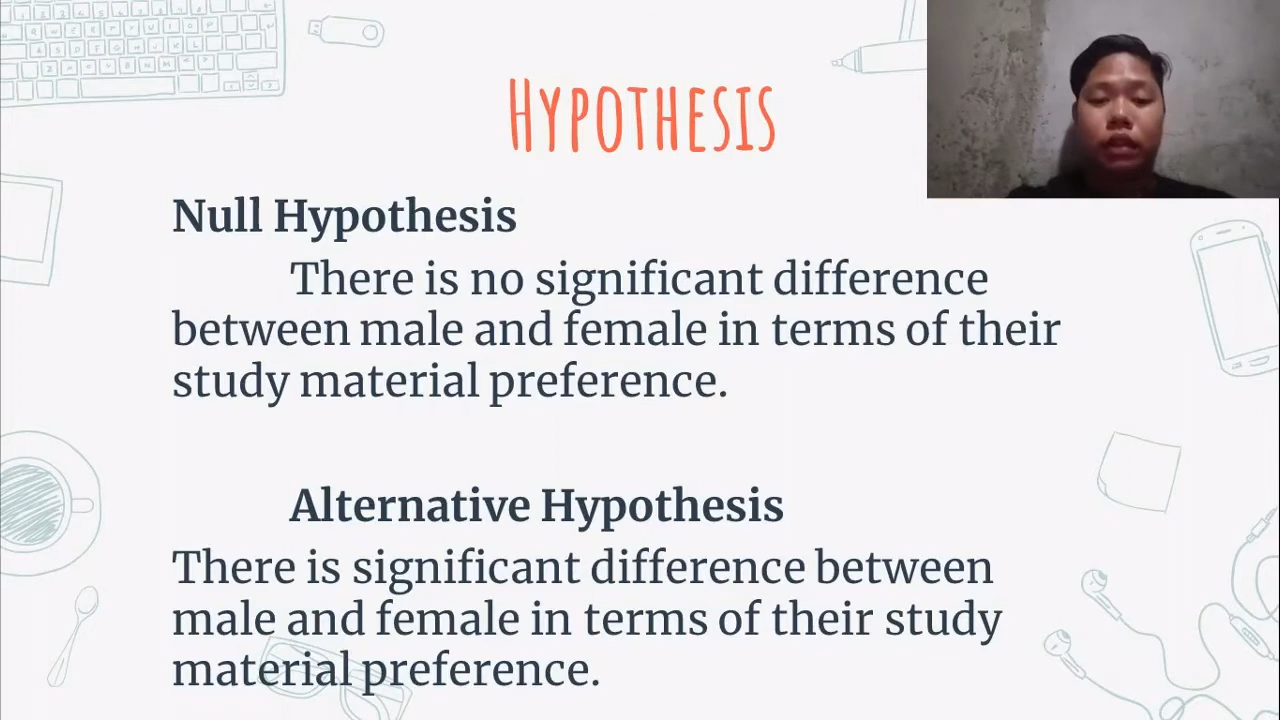 Hypothesis
Null Hypothesis
There is no significant difference
between male and female in terms of their
study material preference.
Alternative Hypothesis
There is significant difference between
male and female in terms of their study
material preference.